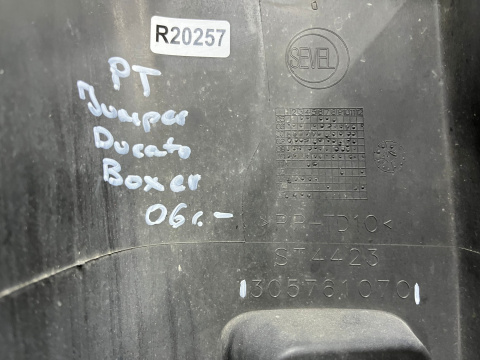 R20257
SEVEL
PT
Jumper
Ducato
Boxer
06r.-
>PP-TD10<
ST4423
1305761070